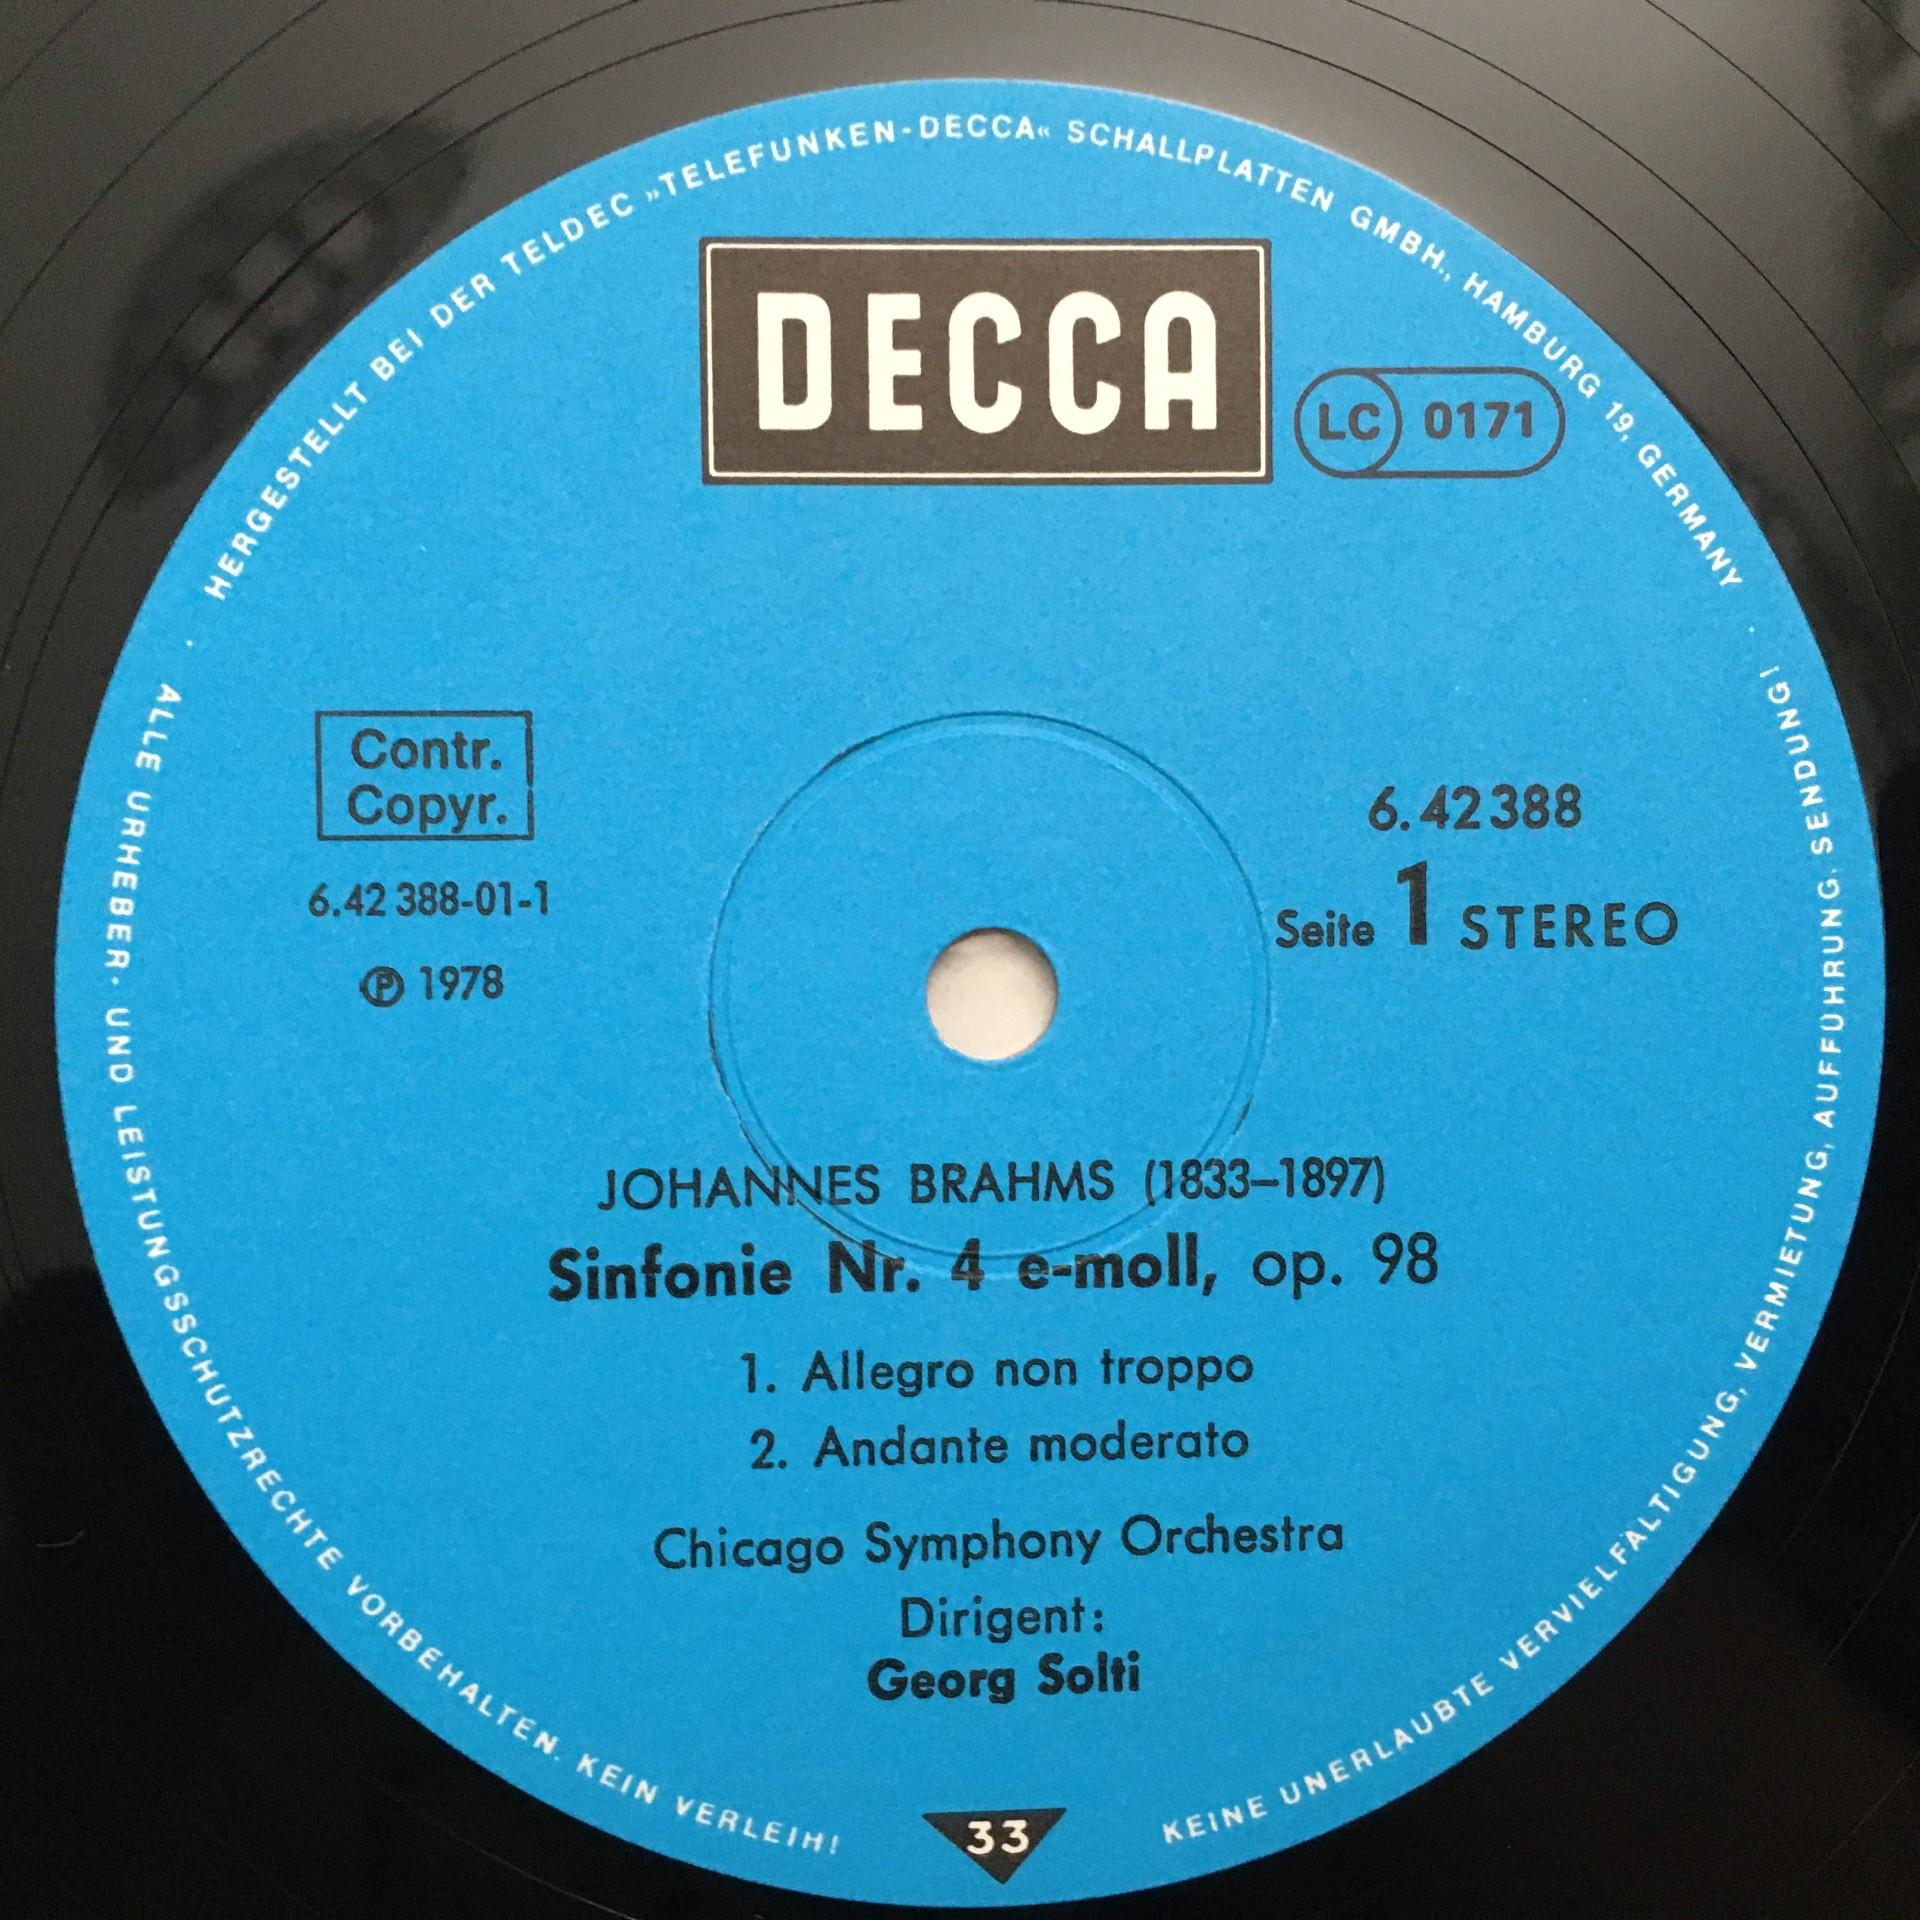 HERGESTELLT BEI DER TELDEC »TELEFUNKEN-DECCA« SCHALLPLATTEN GMBH., HAMBURG 19, GERMANY
DECCA
LC 0171
Contr.
Copyr.
6.42 388-01-1
℗ 1978
6.42388
Seite 1 STEREO
JOHANNES BRAHMS (1833–1897)
Sinfonie Nr. 4 e-moll, op. 98
1. Allegro non troppo
2. Andante moderato
Chicago Symphony Orchestra
Dirigent:
Georg Solti
33
· ALLE URHEBER- UND LEISTUNGSSCHUTZRECHTE VORBEHALTEN. KEIN VERLEIH!
KEINE UNERLAUBTE VERVIELFÄLTIGUNG, VERMIETUNG, AUFFÜHRUNG, SENDUNG! ·